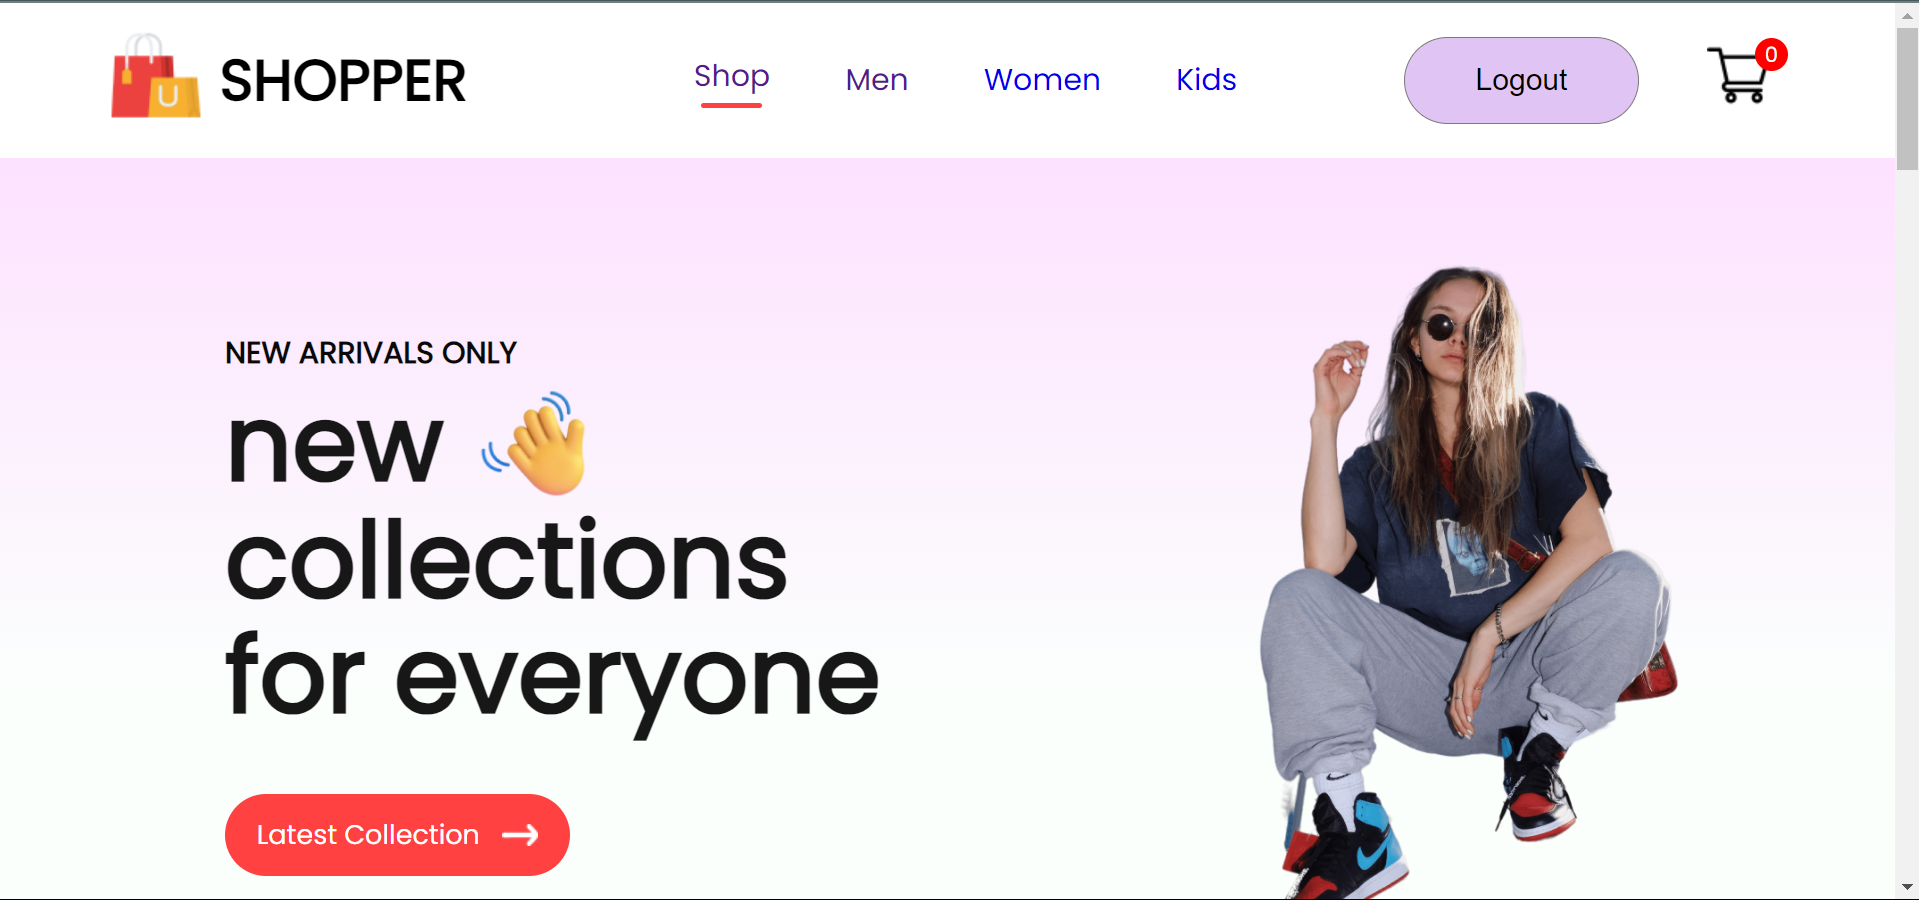 SHOPPER
Shop Men Women Kids
Logout
0
NEW ARRIVALS ONLY
new
collections
for everyone
Latest Collection